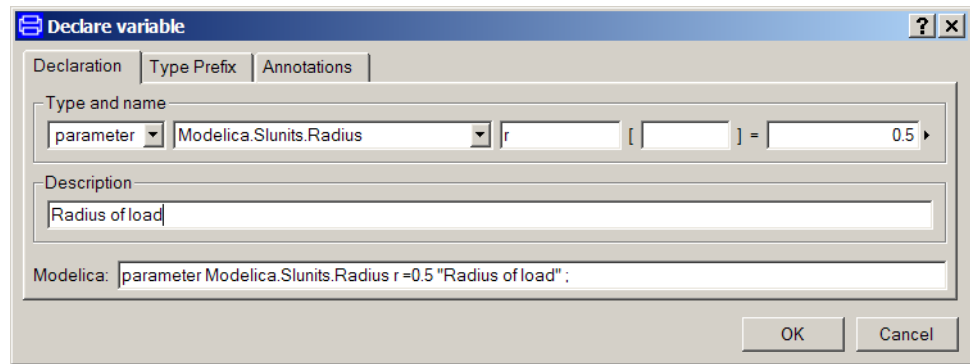 Declare variable
Declaration Type Prefix Annotations
Type and name
parameter Modelica.SIunits.Radius r [ ] = 0.5
Description
Radius of load
Modelica: parameter Modelica.SIunits.Radius r =0.5 "Radius of load" ;
OK Cancel